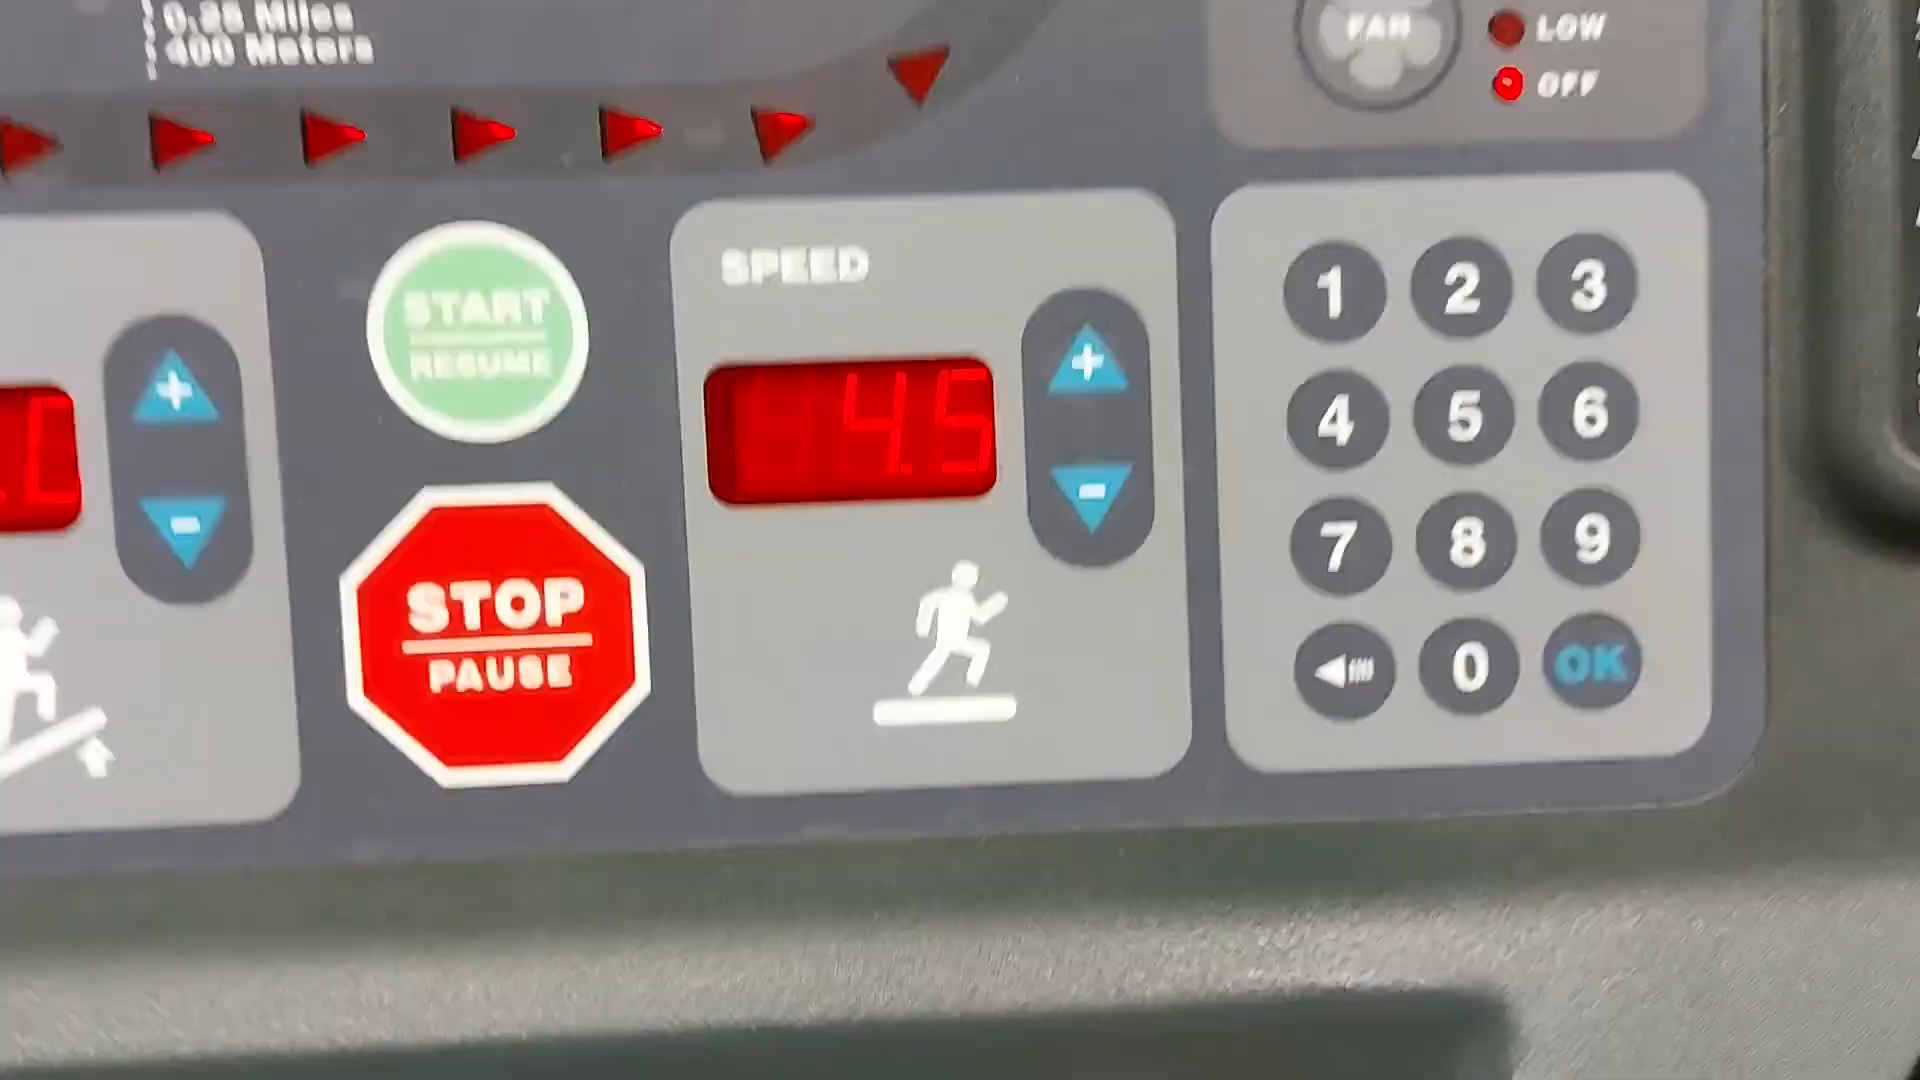 0.25 Miles
400 Meters
FAN
LOW
OFF
START
RESUME
STOP
PAUSE
SPEED
4.5
+
-
+
-
1 2 3
4 5 6
7 8 9
0 OK